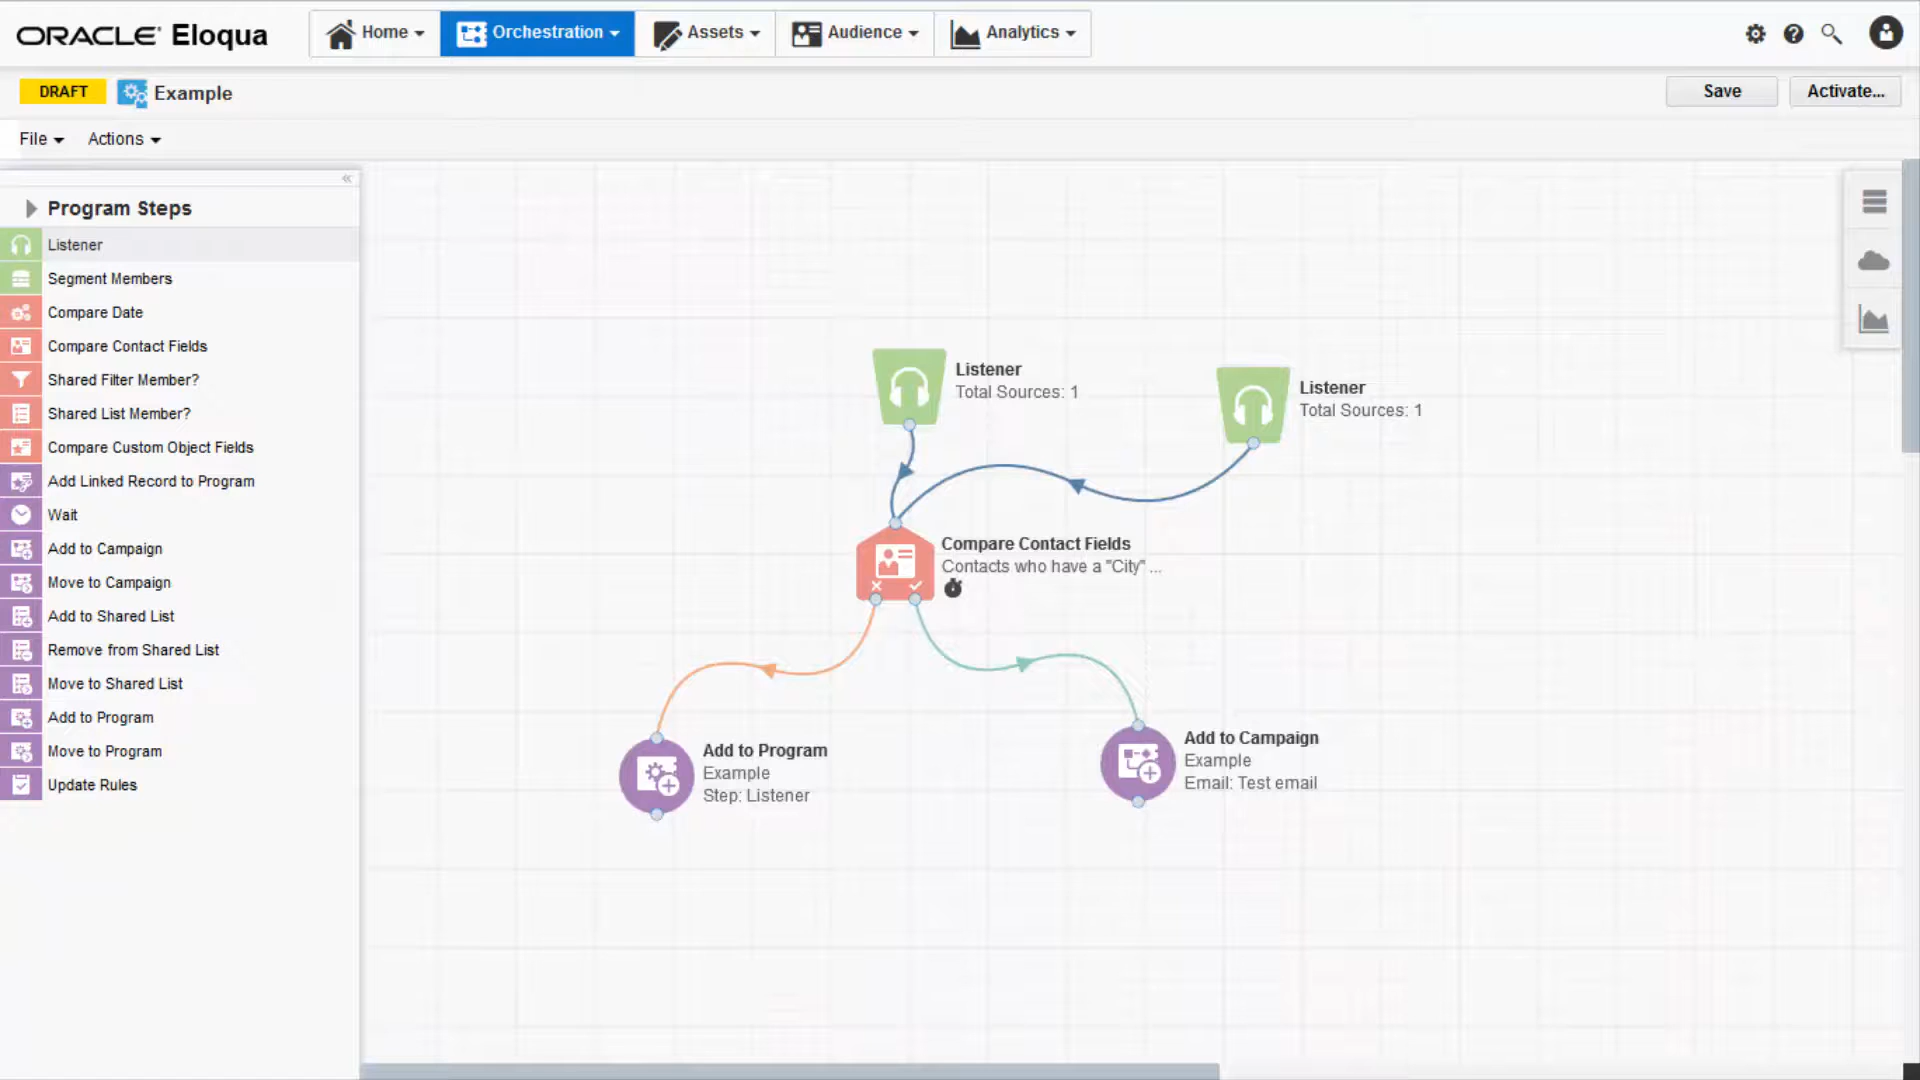 ORACLE Eloqua
Home
Orchestration
Assets
Audience
Analytics
DRAFT
Example
Save
Activate...
File
Actions
Program Steps
Listener
Segment Members
Compare Date
Compare Contact Fields
Shared Filter Member?
Shared List Member?
Compare Custom Object Fields
Add Linked Record to Program
Wait
Add to Campaign
Move to Campaign
Add to Shared List
Remove from Shared List
Move to Shared List
Add to Program
Move to Program
Update Rules
Listener
Total Sources: 1
Listener
Total Sources: 1
Compare Contact Fields
Contacts who have a "City" ...
Add to Program
Example
Step: Listener
Add to Campaign
Example
Email: Test email